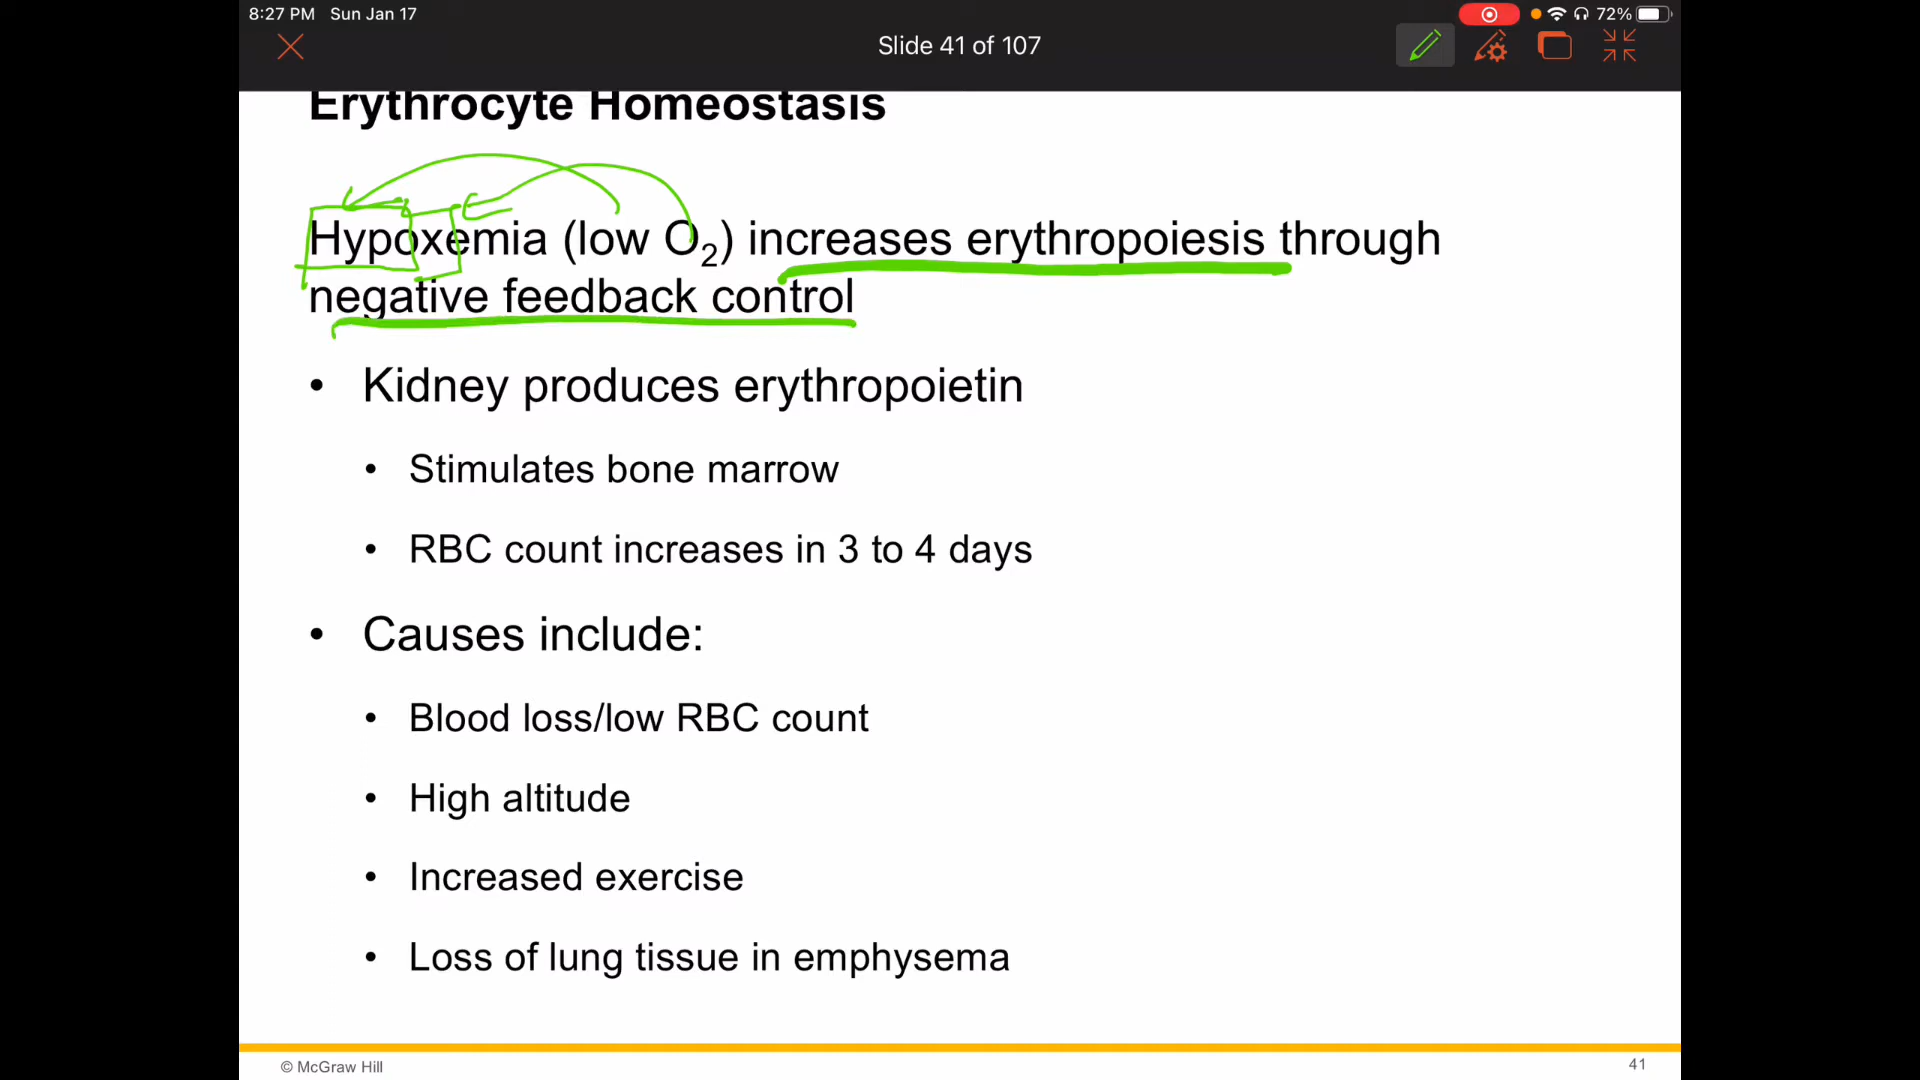 8:27 PM Sun Jan 17
72%
Slide 41 of 107
Erythrocyte Homeostasis
Hypoxemia (low O₂) increases erythropoiesis through
negative feedback control
• Kidney produces erythropoietin
• Stimulates bone marrow
• RBC count increases in 3 to 4 days
• Causes include:
• Blood loss/low RBC count
• High altitude
• Increased exercise
• Loss of lung tissue in emphysema
© McGraw Hill
41